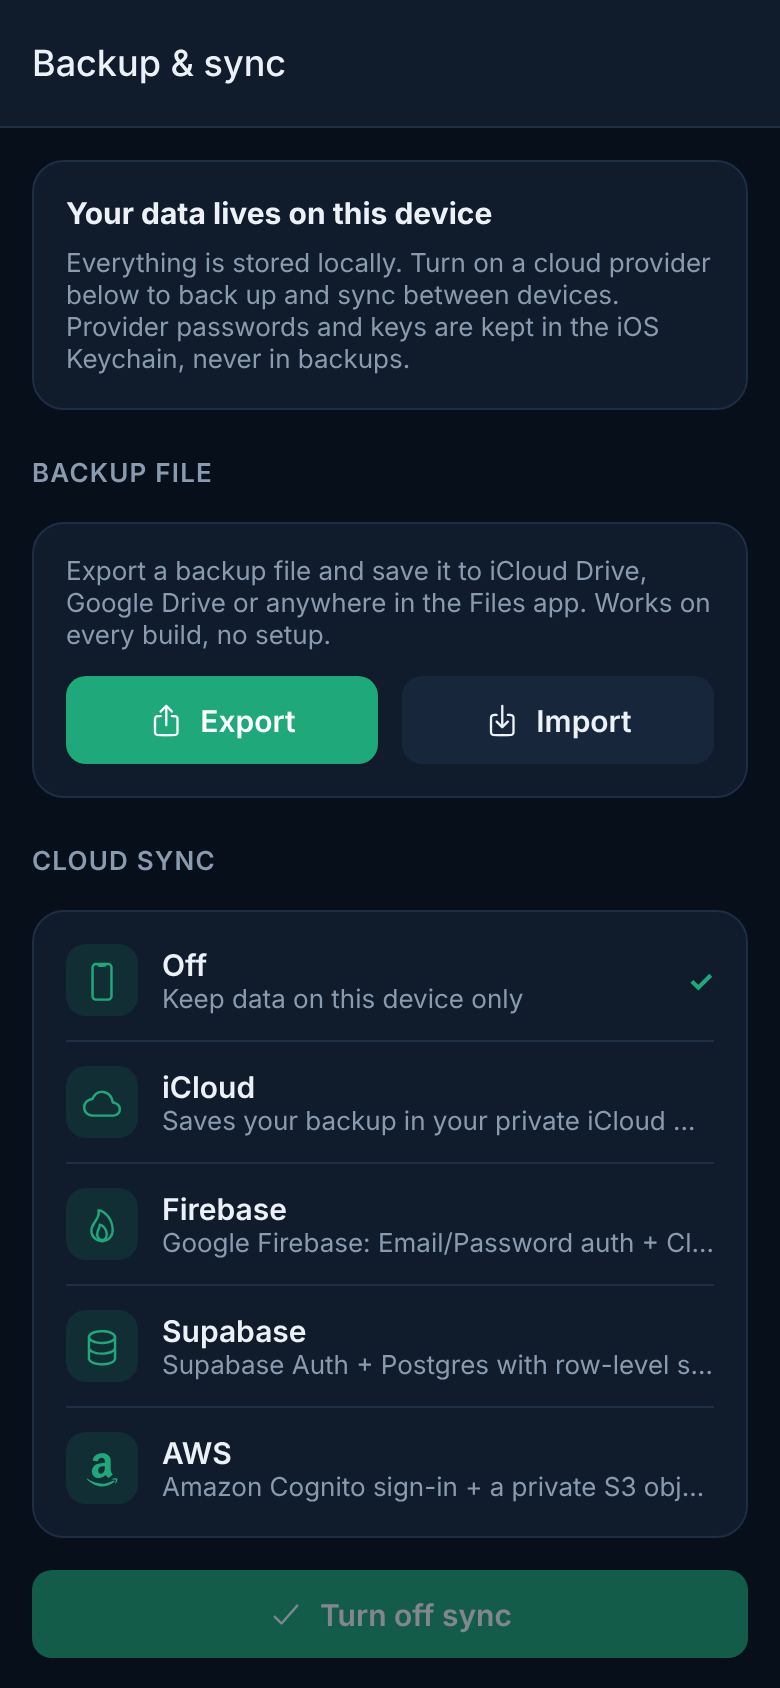 Backup & sync
Your data lives on this device
Everything is stored locally. Turn on a cloud provider
below to back up and sync between devices.
Provider passwords and keys are kept in the iOS
Keychain, never in backups.
BACKUP FILE
Export a backup file and save it to iCloud Drive,
Google Drive or anywhere in the Files app. Works on
every build, no setup.
Export
Import
CLOUD SYNC
Off
Keep data on this device only
iCloud
Saves your backup in your private iCloud ...
Firebase
Google Firebase: Email/Password auth + Cl...
Supabase
Supabase Auth + Postgres with row-level s...
AWS
Amazon Cognito sign-in + a private S3 obj...
Turn off sync